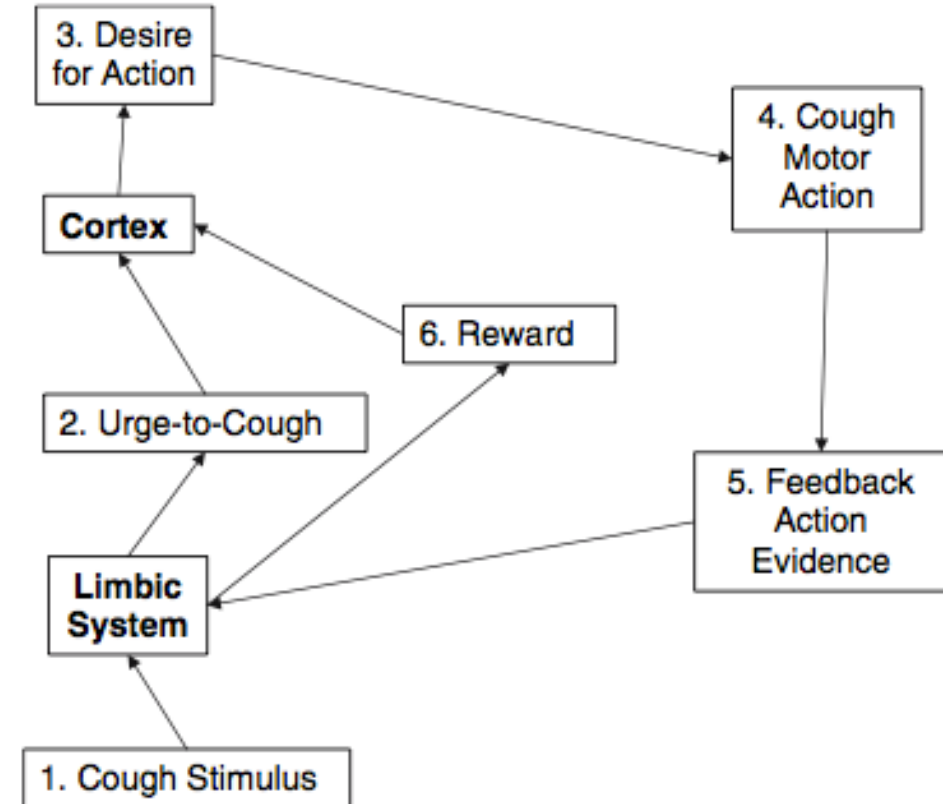 3. Desire
for Action
4. Cough
Motor
Action
Cortex
6. Reward
2. Urge-to-Cough
5. Feedback
Action
Evidence
Limbic
System
1. Cough Stimulus